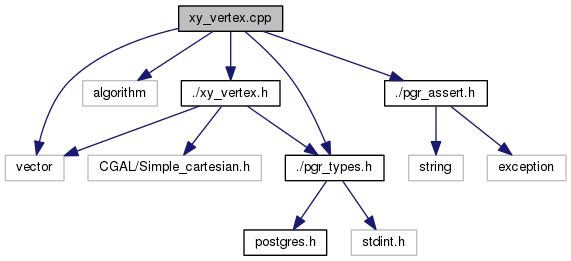 xy_vertex.cpp
algorithm
./xy_vertex.h
./pgr_assert.h
vector
CGAL/Simple_cartesian.h
./pgr_types.h
string
exception
postgres.h
stdint.h